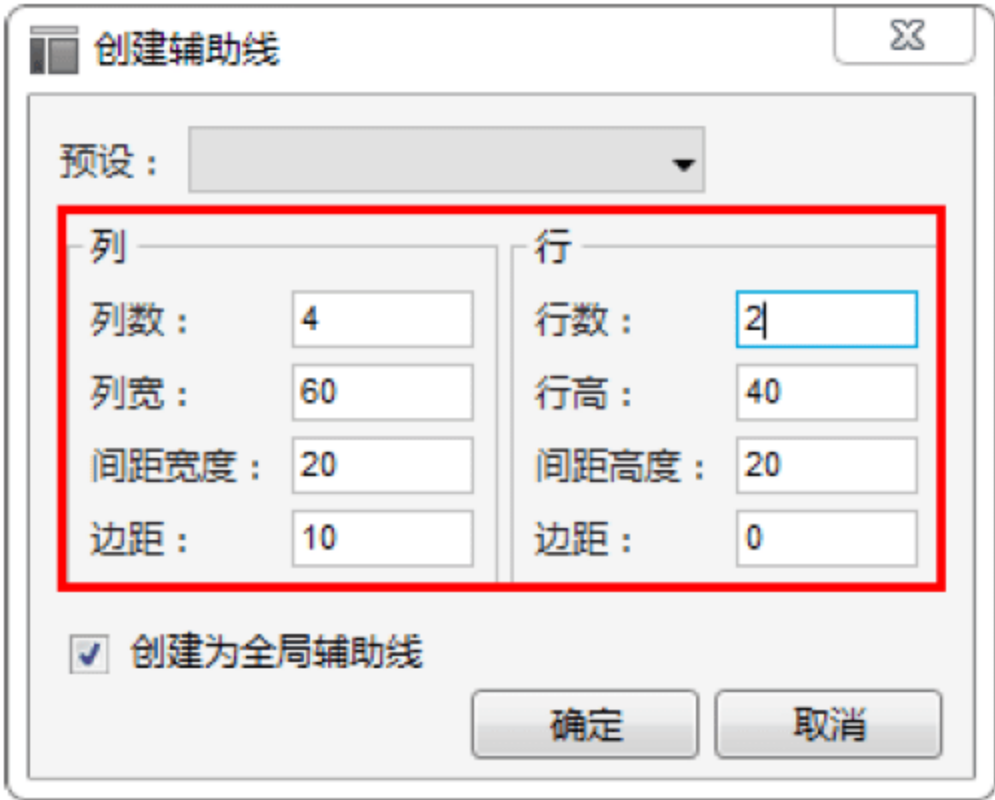 创建辅助线
预设：
列
列数： 4
列宽： 60
间距宽度： 20
边距： 10
行
行数： 2
行高： 40
间距高度： 20
边距： 0
创建为全局辅助线
确定 取消